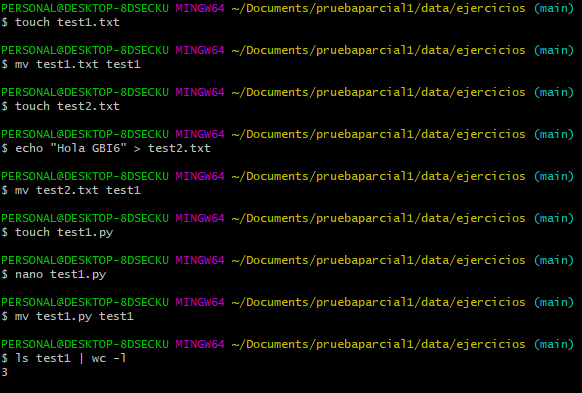 PERSONAL@DESKTOP-8DSECKU MINGW64 ~/Documents/pruebaparcial1/data/ejercicios (main)
$ touch test1.txt
PERSONAL@DESKTOP-8DSECKU MINGW64 ~/Documents/pruebaparcial1/data/ejercicios (main)
$ mv test1.txt test1
PERSONAL@DESKTOP-8DSECKU MINGW64 ~/Documents/pruebaparcial1/data/ejercicios (main)
$ touch test2.txt
PERSONAL@DESKTOP-8DSECKU MINGW64 ~/Documents/pruebaparcial1/data/ejercicios (main)
$ echo "Hola GBI6" > test2.txt
PERSONAL@DESKTOP-8DSECKU MINGW64 ~/Documents/pruebaparcial1/data/ejercicios (main)
$ mv test2.txt test1
PERSONAL@DESKTOP-8DSECKU MINGW64 ~/Documents/pruebaparcial1/data/ejercicios (main)
$ touch test1.py
PERSONAL@DESKTOP-8DSECKU MINGW64 ~/Documents/pruebaparcial1/data/ejercicios (main)
$ nano test1.py
PERSONAL@DESKTOP-8DSECKU MINGW64 ~/Documents/pruebaparcial1/data/ejercicios (main)
$ mv test1.py test1
PERSONAL@DESKTOP-8DSECKU MINGW64 ~/Documents/pruebaparcial1/data/ejercicios (main)
$ ls test1 | wc -l
3